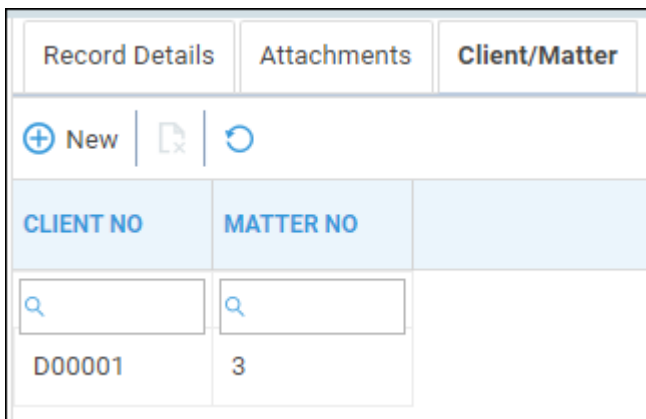 Record Details Attachments Client/Matter
New
CLIENT NO MATTER NO
D00001 3